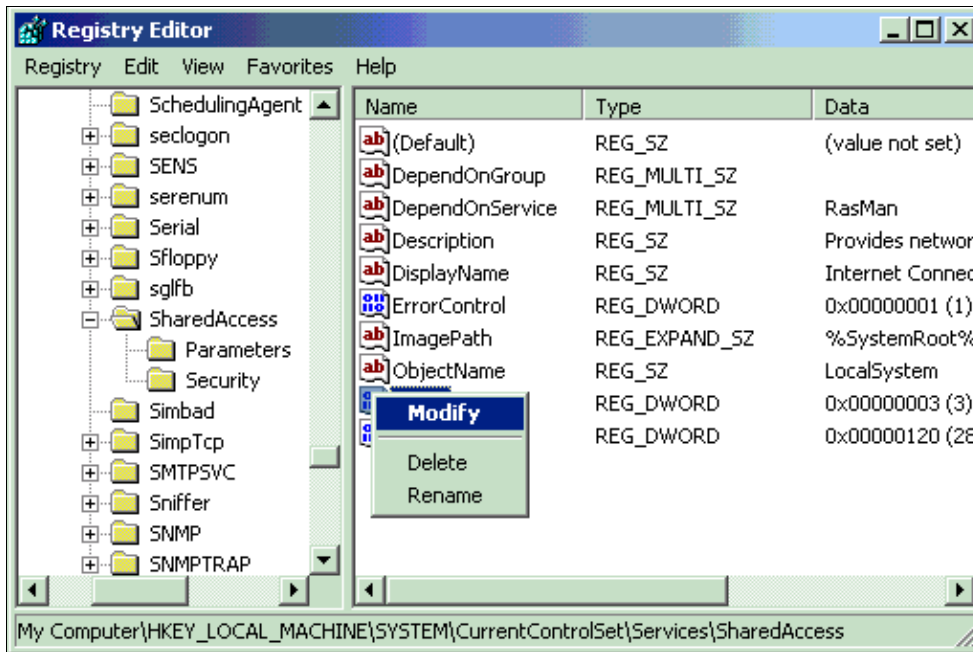 Registry Editor
Registry Edit View Favorites Help
SchedulingAgent
seclogon
SENS
serenum
Serial
Sfloppy
sglfb
SharedAccess
Parameters
Security
Simbad
SimpTcp
SMTPSVC
Sniffer
SNMP
SNMPTRAP
Name Type Data
(Default) REG_SZ (value not set)
DependOnGroup REG_MULTI_SZ
DependOnService REG_MULTI_SZ RasMan
Description REG_SZ Provides networ
DisplayName REG_SZ Internet Connec
ErrorControl REG_DWORD 0x00000001 (1)
ImagePath REG_EXPAND_SZ %SystemRoot%
ObjectName REG_SZ LocalSystem
REG_DWORD 0x00000003 (3)
REG_DWORD 0x00000120 (28
Modify
Delete
Rename
My Computer\HKEY_LOCAL_MACHINE\SYSTEM\CurrentControlSet\Services\SharedAccess